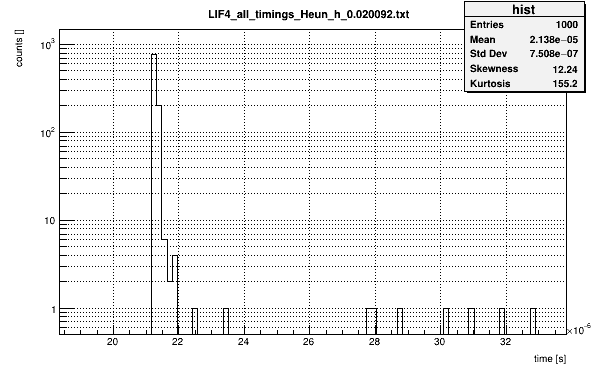 LIF4_all_timings_Heun_h_0.020092.txt
hist
Entries 1000
Mean 2.138e−05
Std Dev 7.508e−07
Skewness 12.24
Kurtosis 155.2
counts []
10³
10²
10
1
20 22 24 26 28 30 32
×10⁻⁶
time [s]